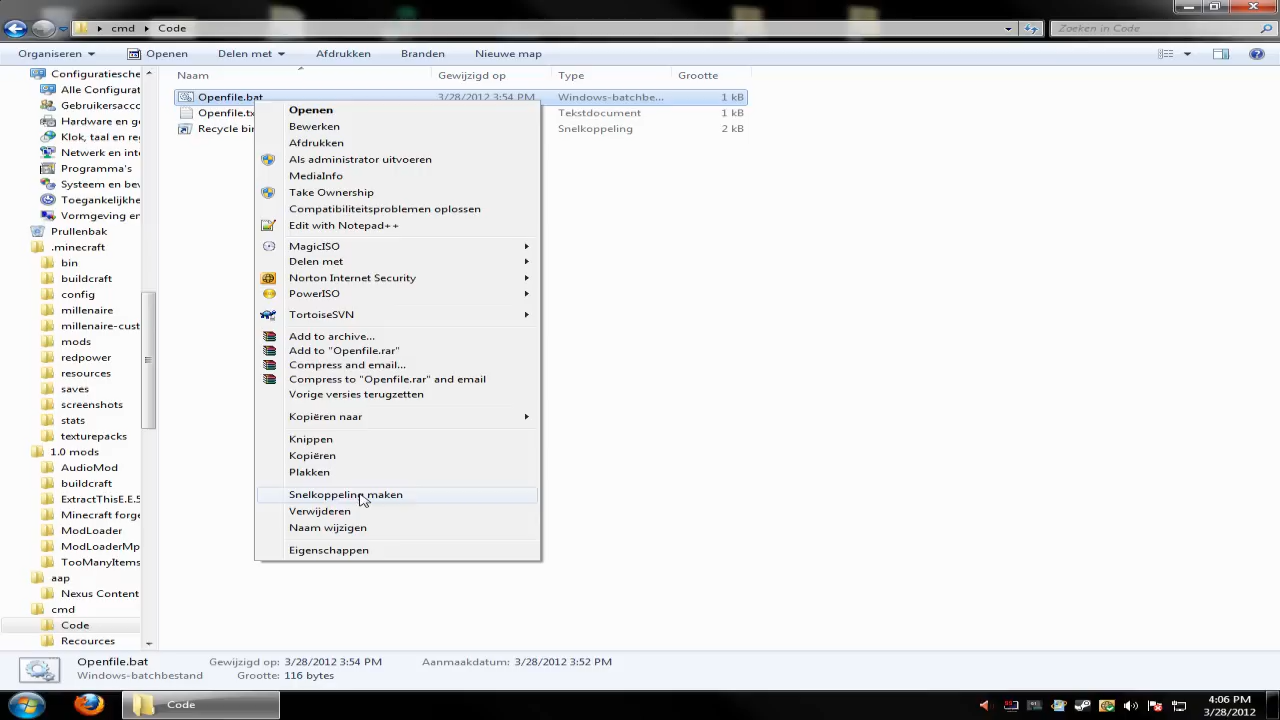 cmd Code
Zoeken in Code
Organiseren Openen Delen met Afdrukken Branden Nieuwe map
Configuratiesche
Alle Configurat
Gebruikersacco
Hardware en ge
Klok, taal en re
Netwerk en inte
Programma's
Systeem en bev
Toegankelijkhe
Vormgeving en
Prullenbak
.minecraft
bin
buildcraft
config
millenaire
millenaire-cust
mods
redpower
resources
saves
screenshots
stats
texturepacks
1.0 mods
AudioMod
buildcraft
ExtractThisE.E.5
Minecraft forge
ModLoader
ModLoaderMp
TooManyItems
aap
Nexus Content
cmd
Code
Recources
Naam Gewijzigd op Type Grootte
Openfile.bat 3/28/2012 3:54 PM Windows-batchbe... 1 kB
Openfile.tx Tekstdocument 1 kB
Recycle bin Snelkoppeling 2 kB
Openen
Bewerken
Afdrukken
Als administrator uitvoeren
MediaInfo
Take Ownership
Compatibiliteitsproblemen oplossen
Edit with Notepad++
MagicISO
Delen met
Norton Internet Security
PowerISO
TortoiseSVN
Add to archive...
Add to "Openfile.rar"
Compress and email...
Compress to "Openfile.rar" and email
Vorige versies terugzetten
Kopiëren naar
Knippen
Kopiëren
Plakken
Snelkoppeling maken
Verwijderen
Naam wijzigen
Eigenschappen
Openfile.bat Gewijzigd op: 3/28/2012 3:54 PM Aanmaakdatum: 3/28/2012 3:52 PM
Windows-batchbestand Grootte: 116 bytes
Code
4:06 PM
3/28/2012